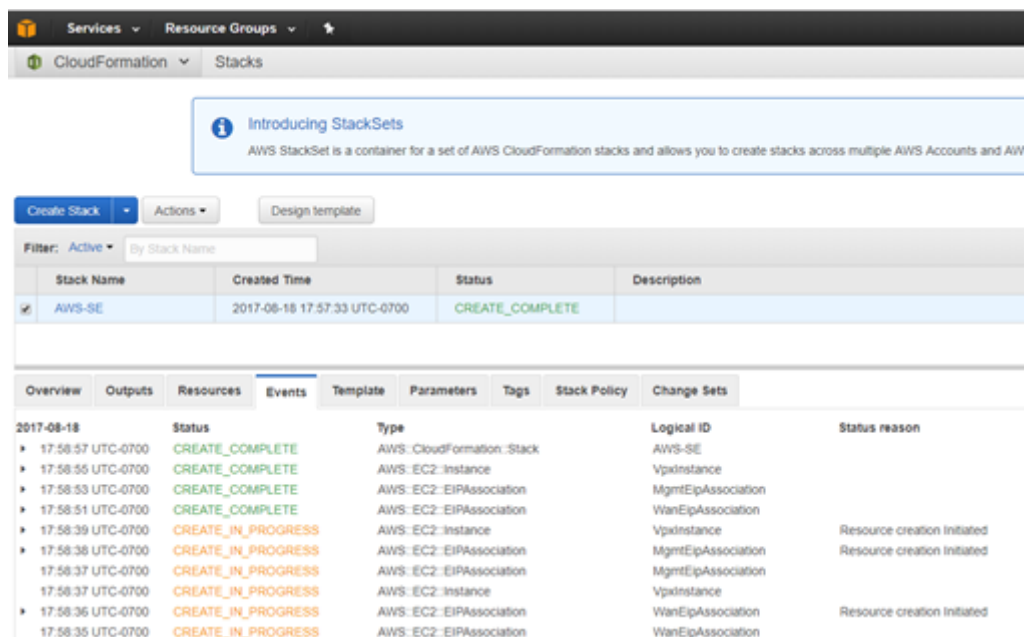 Services Resource Groups
CloudFormation Stacks
Introducing StackSets
AWS StackSet is a container for a set of AWS CloudFormation stacks and allows you to create stacks across multiple AWS Accounts and AW
Create Stack Actions Design template
Filter: Active By Stack Name
Stack Name Created Time Status Description
AWS-SE 2017-08-18 17:57:33 UTC-0700 CREATE_COMPLETE
Overview Outputs Resources Events Template Parameters Tags Stack Policy Change Sets
2017-08-18 Status Type Logical ID Status reason
17:58:57 UTC-0700 CREATE_COMPLETE AWS::CloudFormation::Stack AWS-SE
17:58:55 UTC-0700 CREATE_COMPLETE AWS::EC2::Instance VpxInstance
17:58:53 UTC-0700 CREATE_COMPLETE AWS::EC2::EIPAssociation MgmtEipAssociation
17:58:51 UTC-0700 CREATE_COMPLETE AWS::EC2::EIPAssociation WanEipAssociation
17:58:39 UTC-0700 CREATE_IN_PROGRESS AWS::EC2::Instance VpxInstance Resource creation Initiated
17:58:38 UTC-0700 CREATE_IN_PROGRESS AWS::EC2::EIPAssociation MgmtEipAssociation Resource creation Initiated
17:58:37 UTC-0700 CREATE_IN_PROGRESS AWS::EC2::EIPAssociation MgmtEipAssociation
17:58:37 UTC-0700 CREATE_IN_PROGRESS AWS::EC2::Instance VpxInstance
17:58:36 UTC-0700 CREATE_IN_PROGRESS AWS::EC2::EIPAssociation WanEipAssociation Resource creation Initiated
17:58:35 UTC-0700 CREATE_IN_PROGRESS AWS::EC2::EIPAssociation WanEipAssociation